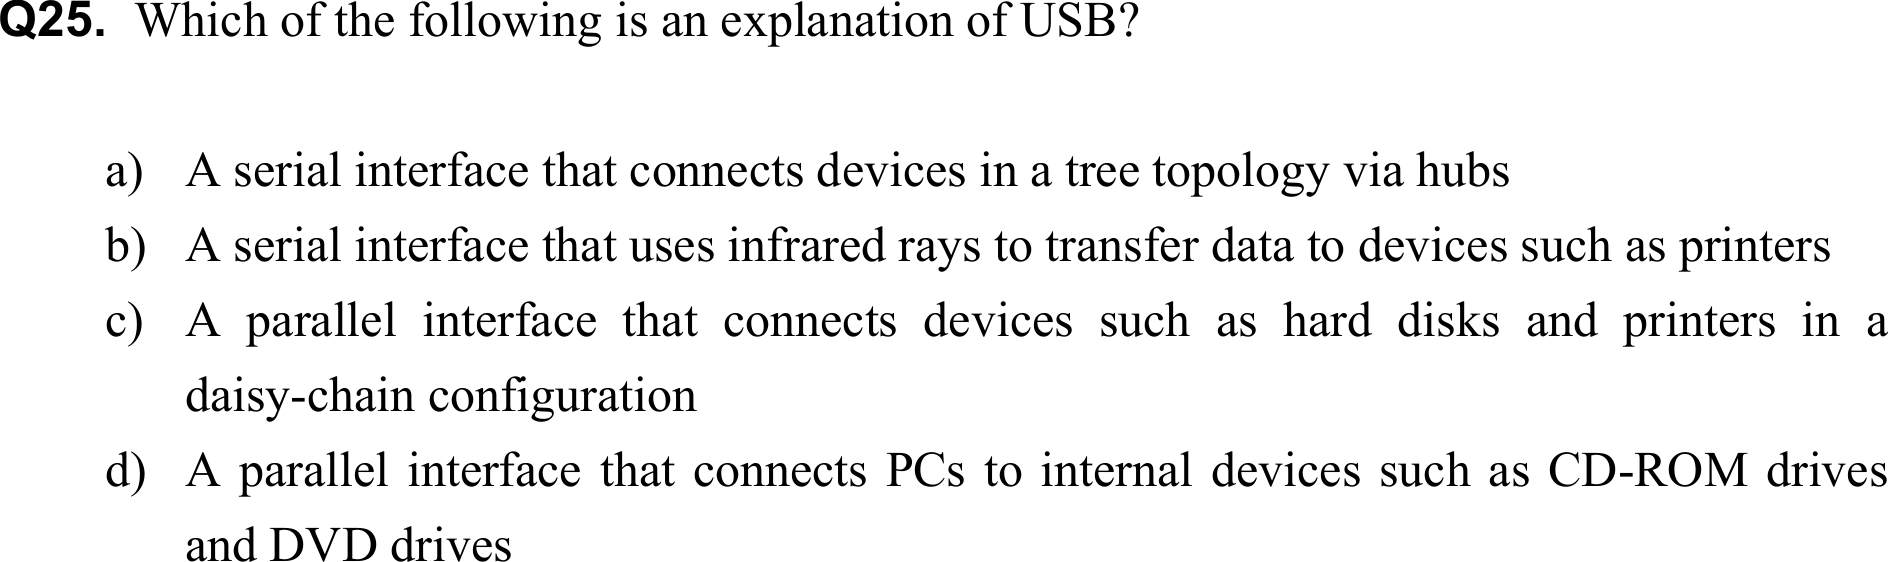 Q25. Which of the following is an explanation of USB?
a) A serial interface that connects devices in a tree topology via hubs
b) A serial interface that uses infrared rays to transfer data to devices such as printers
c) A parallel interface that connects devices such as hard disks and printers in a
daisy-chain configuration
d) A parallel interface that connects PCs to internal devices such as CD-ROM drives
and DVD drives